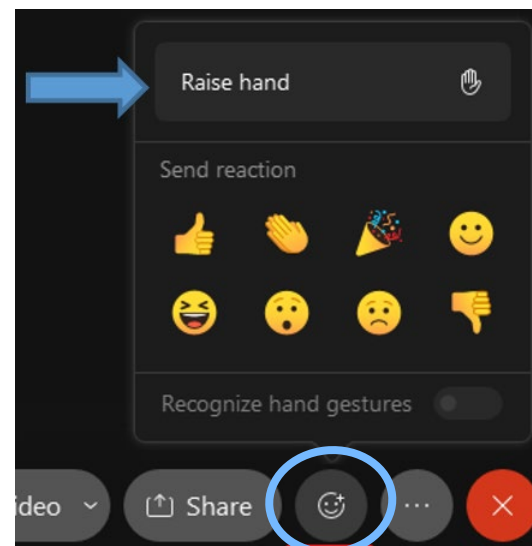 Raise hand
Send reaction
Recognize hand gestures
ideo Share